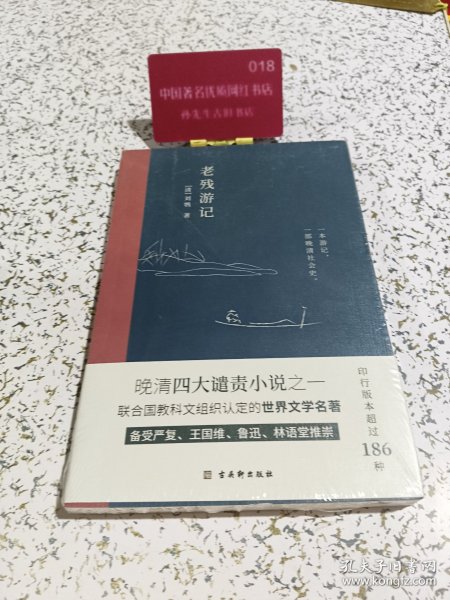 018
中国著名优质网红书店
孙先生古旧书店
老残游记
[清] 刘鹗 著
一本游记，
一部晚清社会史。
晚清四大谴责小说之一
联合国教科文组织认定的世界文学名著
备受严复、王国维、鲁迅、林语堂推崇
印行版本超过
186
种
古吴轩出版社
孔夫子旧书网
www.kongfz.com